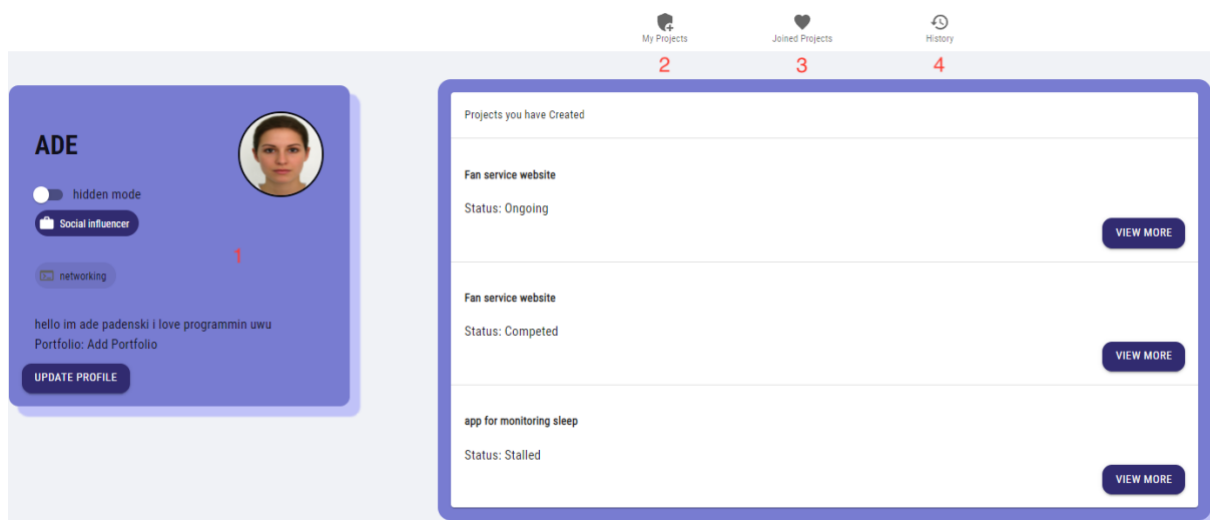 My Projects
Joined Projects
History
2
3
4
ADE
hidden mode
Social influencer
1
networking
hello im ade padenski i love programmin uwu
Portfolio: Add Portfolio
UPDATE PROFILE
Projects you have Created
Fan service website
Status: Ongoing
VIEW MORE
Fan service website
Status: Competed
VIEW MORE
app for monitoring sleep
Status: Stalled
VIEW MORE